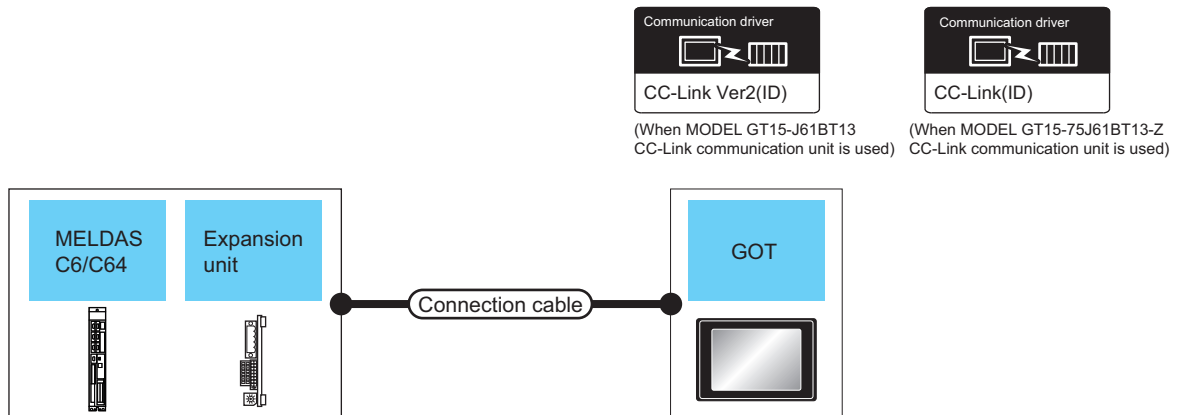 Communication driver
CC-Link Ver2(ID)
(When MODEL GT15-J61BT13
CC-Link communication unit is used)
Communication driver
CC-Link(ID)
(When MODEL GT15-75J61BT13-Z
CC-Link communication unit is used)
MELDAS
C6/C64
Expansion
unit
Connection cable
GOT